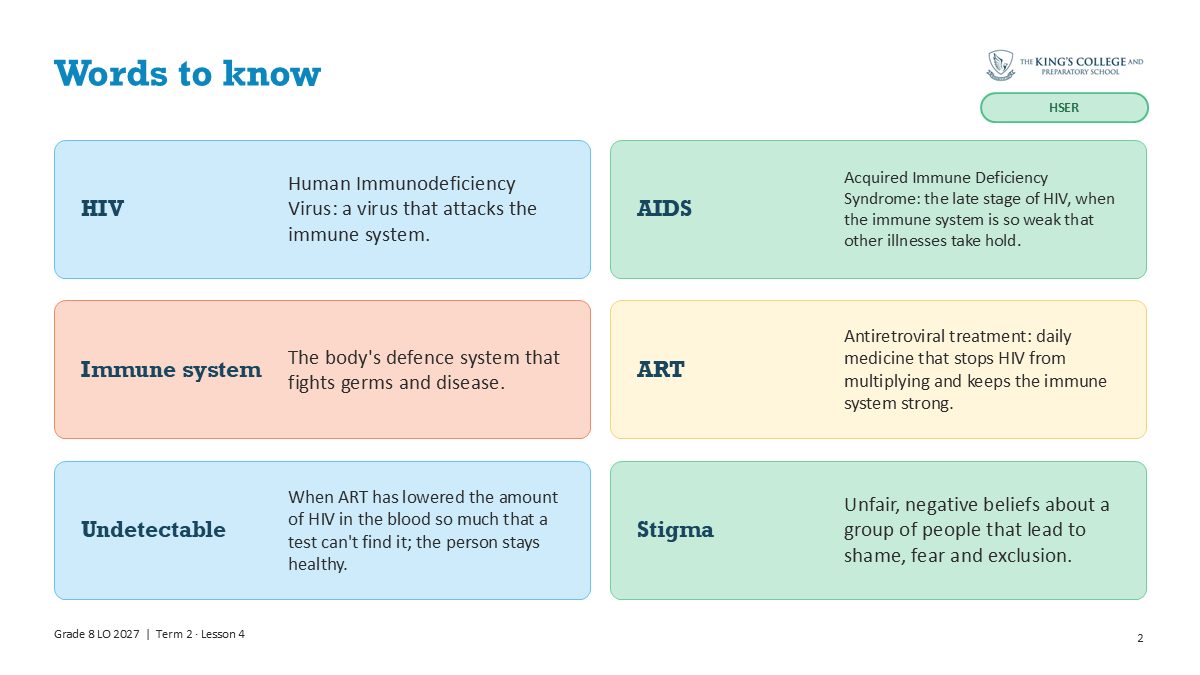 Words to know
THE KING'S COLLEGE AND
PREPARATORY SCHOOL
HSER
HIV
Human Immunodeficiency
Virus: a virus that attacks the
immune system.
AIDS
Acquired Immune Deficiency
Syndrome: the late stage of HIV, when
the immune system is so weak that
other illnesses take hold.
Immune system
The body's defence system that
fights germs and disease.
ART
Antiretroviral treatment: daily
medicine that stops HIV from
multiplying and keeps the immune
system strong.
Undetectable
When ART has lowered the amount
of HIV in the blood so much that a
test can't find it; the person stays
healthy.
Stigma
Unfair, negative beliefs about a
group of people that lead to
shame, fear and exclusion.
Grade 8 LO 2027 | Term 2 · Lesson 4
2